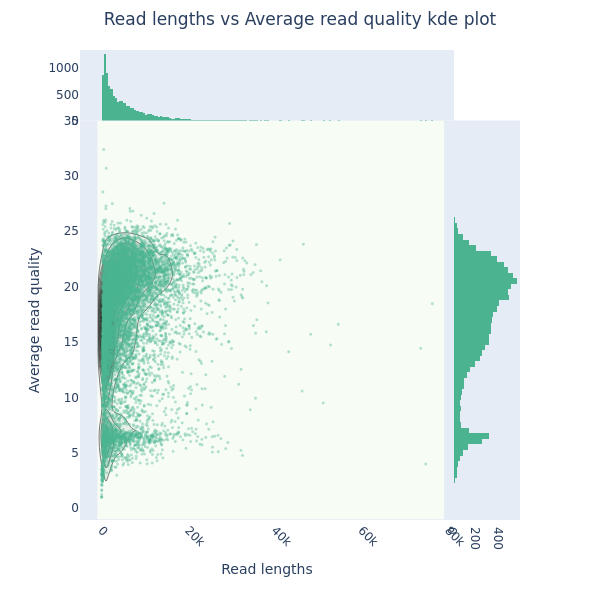 Read lengths vs Average read quality kde plot
1000
500
0
35
30
25
20
15
10
5
0
Average read quality
0
20k
40k
60k
80k
0
200
400
Read lengths